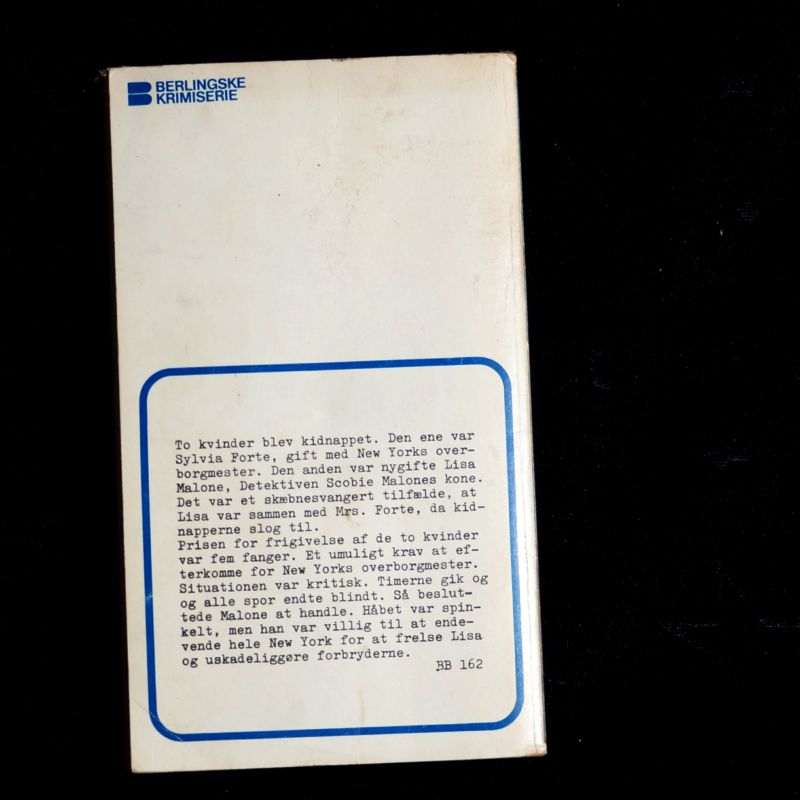 BERLINGSKE
KRIMISERIE
To kvinder blev kidnappet. Den ene var
Sylvia Forte, gift med New Yorks over-
borgmester. Den anden var nygifte Lisa
Malone, Detektiven Scobie Malones kone.
Det var et skæbnesvangert tilfælde, at
Lisa var sammen med Mrs. Forte, da kid-
napperne slog til.
Prisen for frigivelse af de to kvinder
var fem fanger. Et umuligt krav at ef-
terkomme for New Yorks overborgmester.
Situationen var kritisk. Timerne gik og
og alle spor endte blindt. Så beslut-
tede Malone at handle. Håbet var spin-
kelt, men han var villig til at ende-
vende hele New York for at frelse Lisa
og uskadeliggøre forbryderne.
BB 162